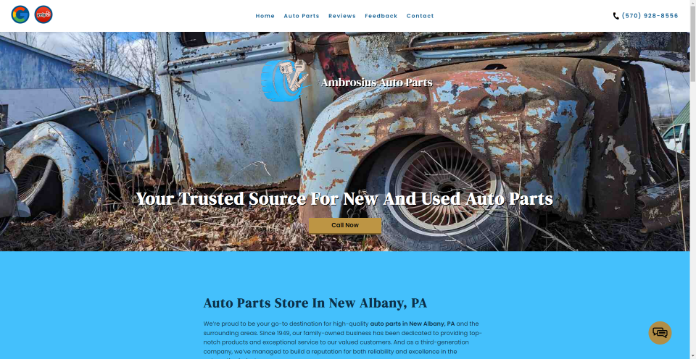 Home Auto Parts Reviews Feedback Contact
(570) 928-8556
Ambrosius Auto Parts
Your Trusted Source For New And Used Auto Parts
Call Now
Auto Parts Store In New Albany, PA
We're proud to be your go-to destination for high-quality auto parts in New Albany, PA and the
surrounding areas. Since 1949, our family-owned business has been dedicated to providing top-
notch products and exceptional service to our valued customers. And as a third-generation
company, we've managed to build a reputation for both reliability and excellence in the